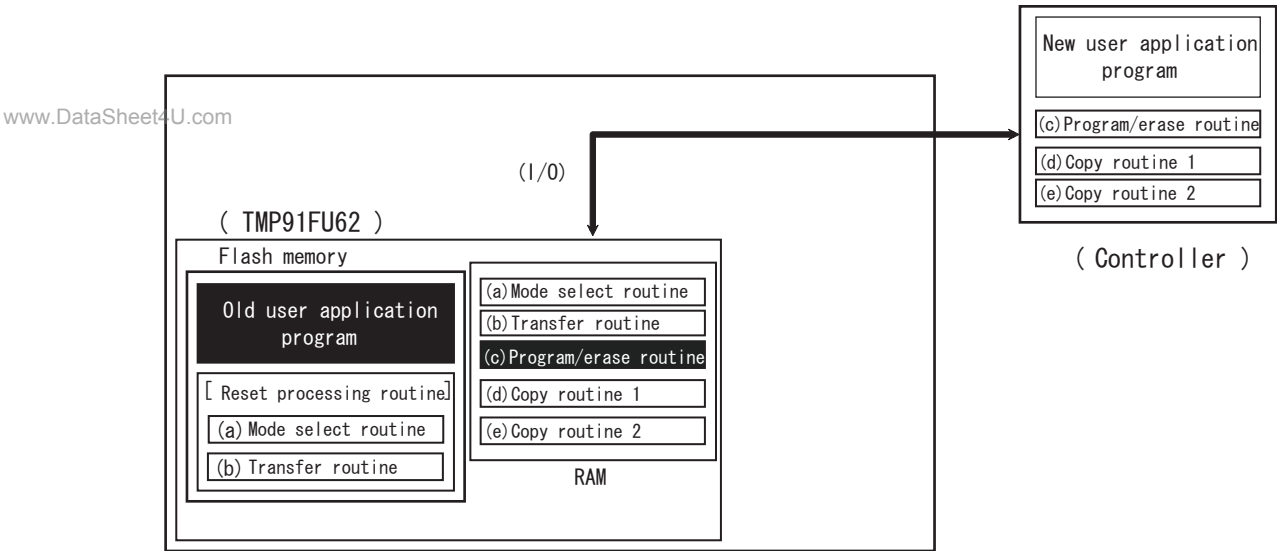 www.DataSheet4U.com
( TMP91FU62 )
Flash memory
Old user application
program
[ Reset processing routine]
(a) Mode select routine
(b) Transfer routine
(I/O)
(a)Mode select routine
(b)Transfer routine
(c)Program/erase routine
(d)Copy routine 1
(e)Copy routine 2
RAM
New user application
program
(c)Program/erase routine
(d)Copy routine 1
(e)Copy routine 2
( Controller )